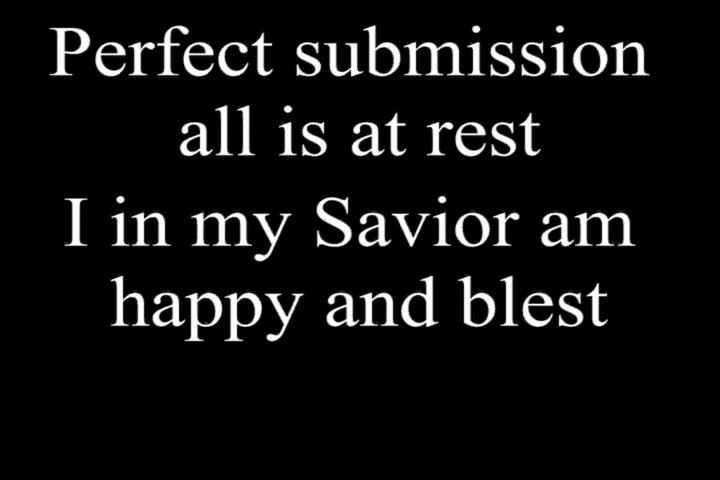 Perfect submission
all is at rest
I in my Savior am
happy and blest